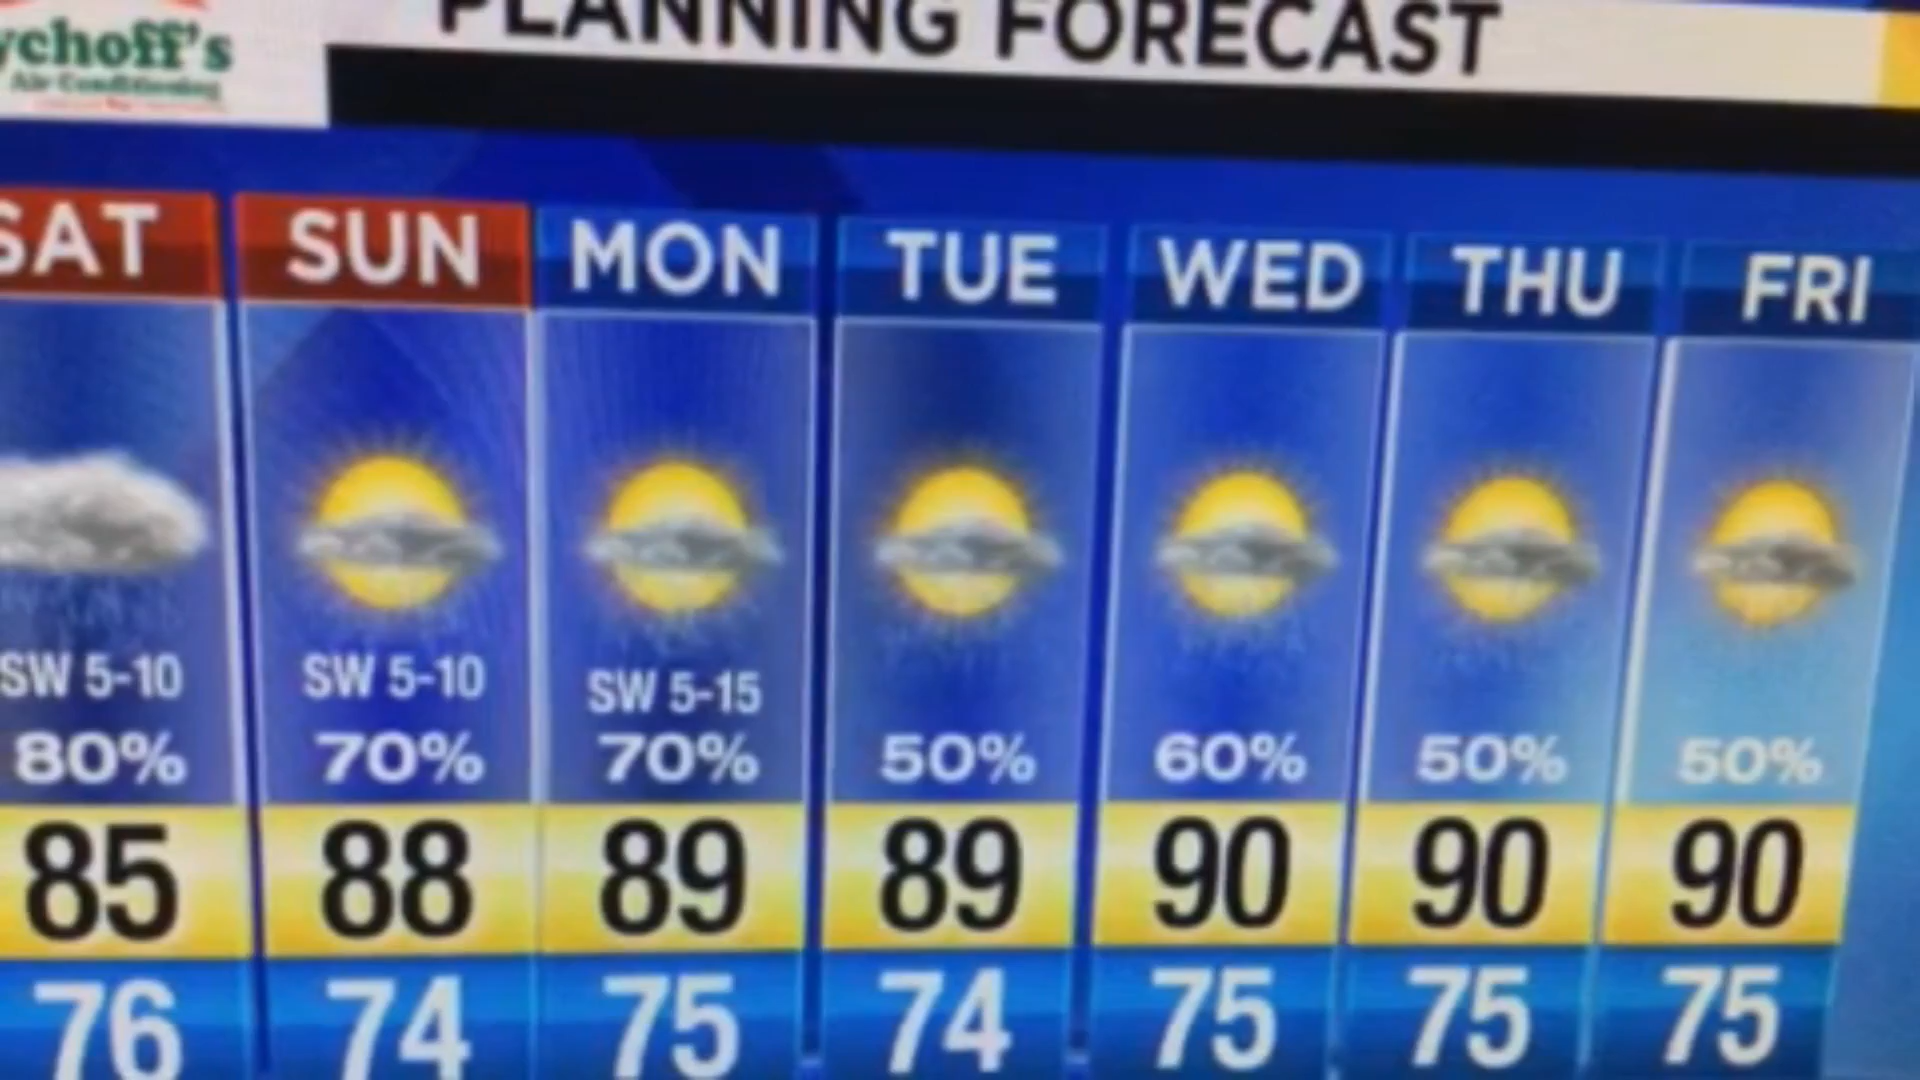 PLANNING FORECAST
ychoff's
Air Conditioning
SAT SUN MON TUE WED THU FRI
SW 5-10 SW 5-10 SW 5-15
80% 70% 70% 50% 60% 50% 50%
85 88 89 89 90 90 90
76 74 75 74 75 75 75